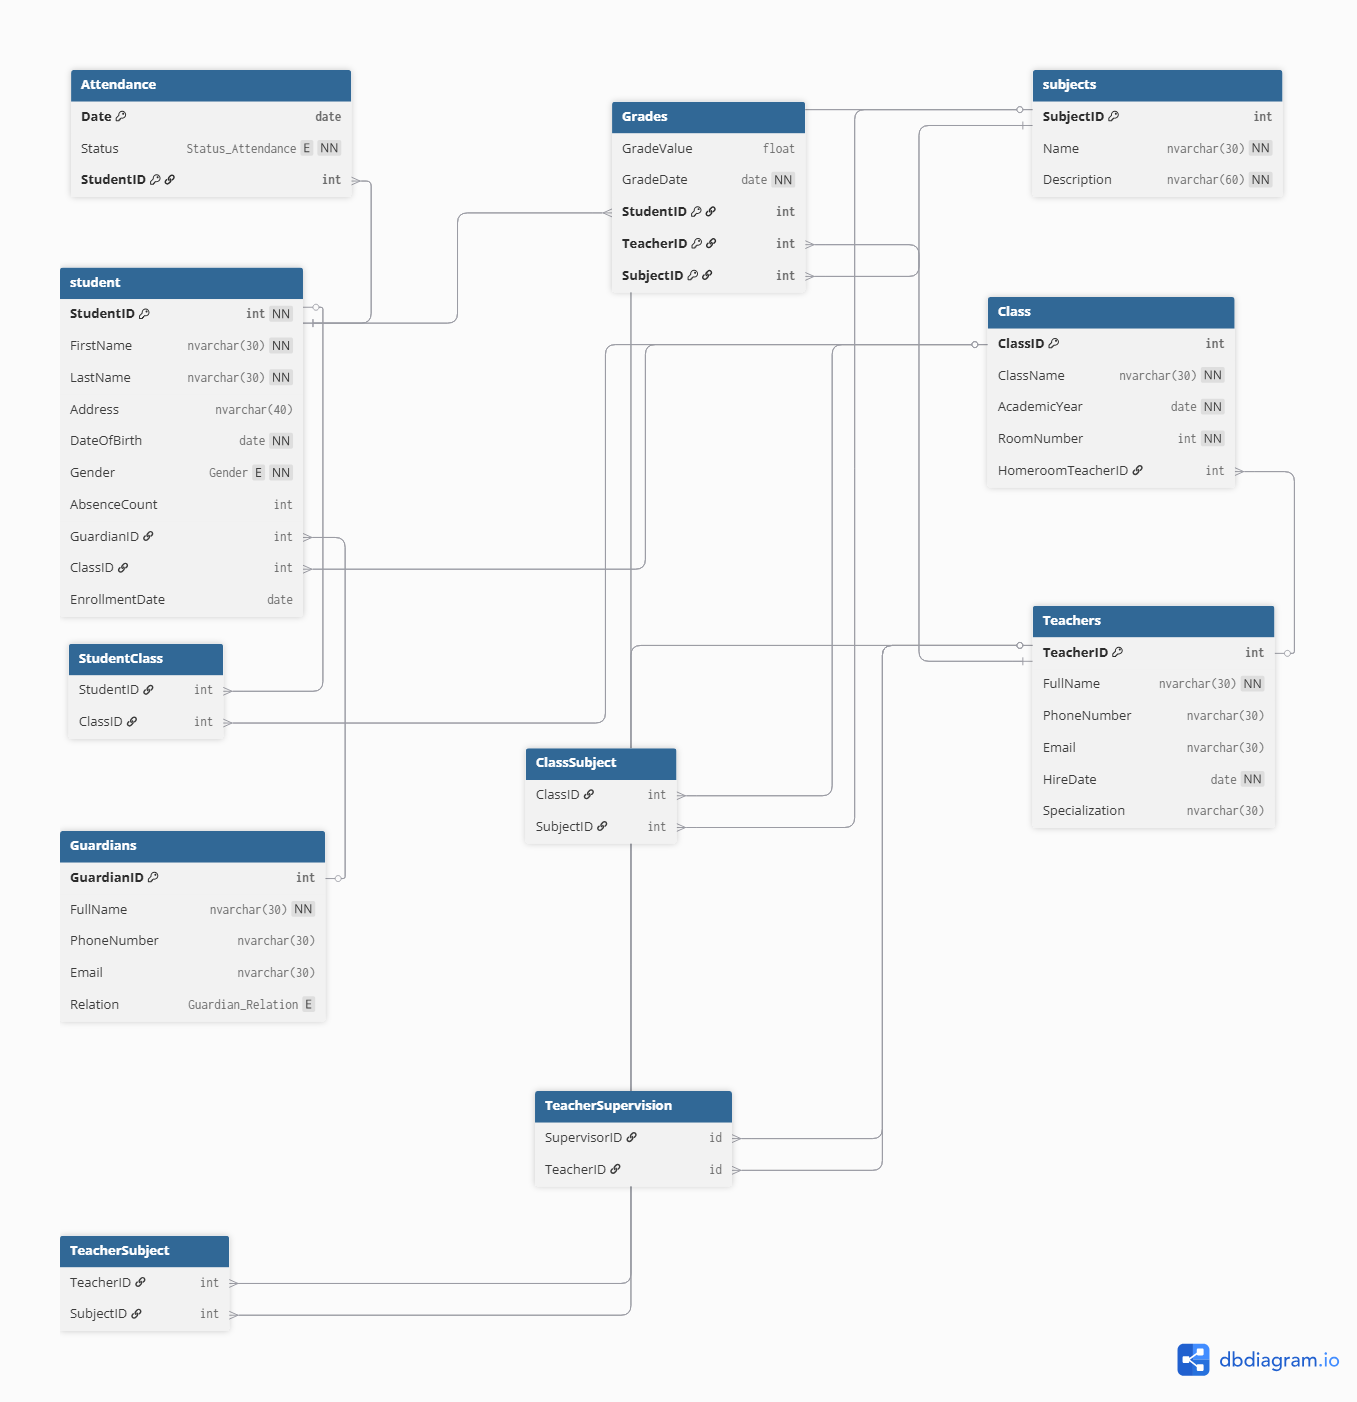 Attendance
Date date
Status Status_Attendance E NN
StudentID int
student
StudentID int NN
FirstName nvarchar(30) NN
LastName nvarchar(30) NN
Address nvarchar(40)
DateOfBirth date NN
Gender Gender E NN
AbsenceCount int
GuardianID int
ClassID int
EnrollmentDate date
StudentClass
StudentID int
ClassID int
Guardians
GuardianID int
FullName nvarchar(30) NN
PhoneNumber nvarchar(30)
Email nvarchar(30)
Relation Guardian_Relation E
TeacherSubject
TeacherID int
SubjectID int
Grades
GradeValue float
GradeDate date NN
StudentID int
TeacherID int
SubjectID int
ClassSubject
ClassID int
SubjectID int
TeacherSupervision
SupervisorID id
TeacherID id
subjects
SubjectID int
Name nvarchar(30) NN
Description nvarchar(60) NN
Class
ClassID int
ClassName nvarchar(30) NN
AcademicYear date NN
RoomNumber int NN
HomeroomTeacherID int
Teachers
TeacherID int
FullName nvarchar(30) NN
PhoneNumber nvarchar(30)
Email nvarchar(30)
HireDate date NN
Specialization nvarchar(30)
dbdiagram.io